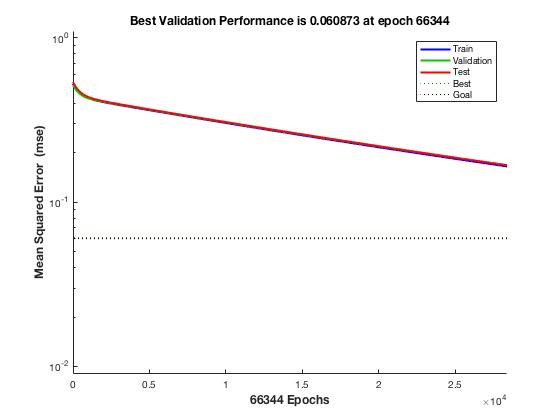 Best Validation Performance is 0.060873 at epoch 66344
10^0
Train
Validation
Test
Best
Goal
Mean Squared Error (mse)
10^-1
10^-2
0 0.5 1 1.5 2 2.5
×10^4
66344 Epochs